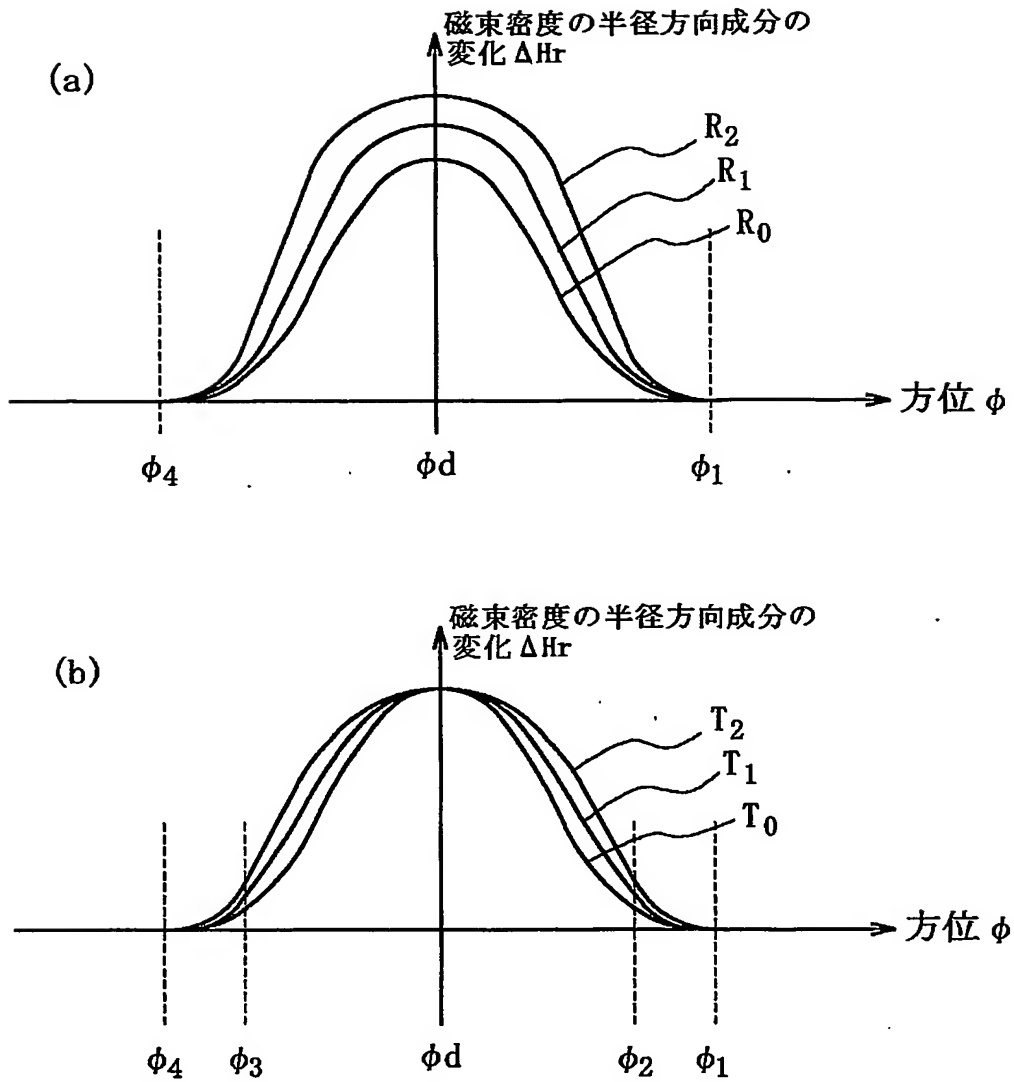 (a)
磁束密度の半径方向成分の
変化 ΔHr
R₂
R₁
R₀
方位 φ
φ₄
φd
φ₁
(b)
磁束密度の半径方向成分の
変化 ΔHr
T₂
T₁
T₀
方位 φ
φ₄
φ₃
φd
φ₂
φ₁